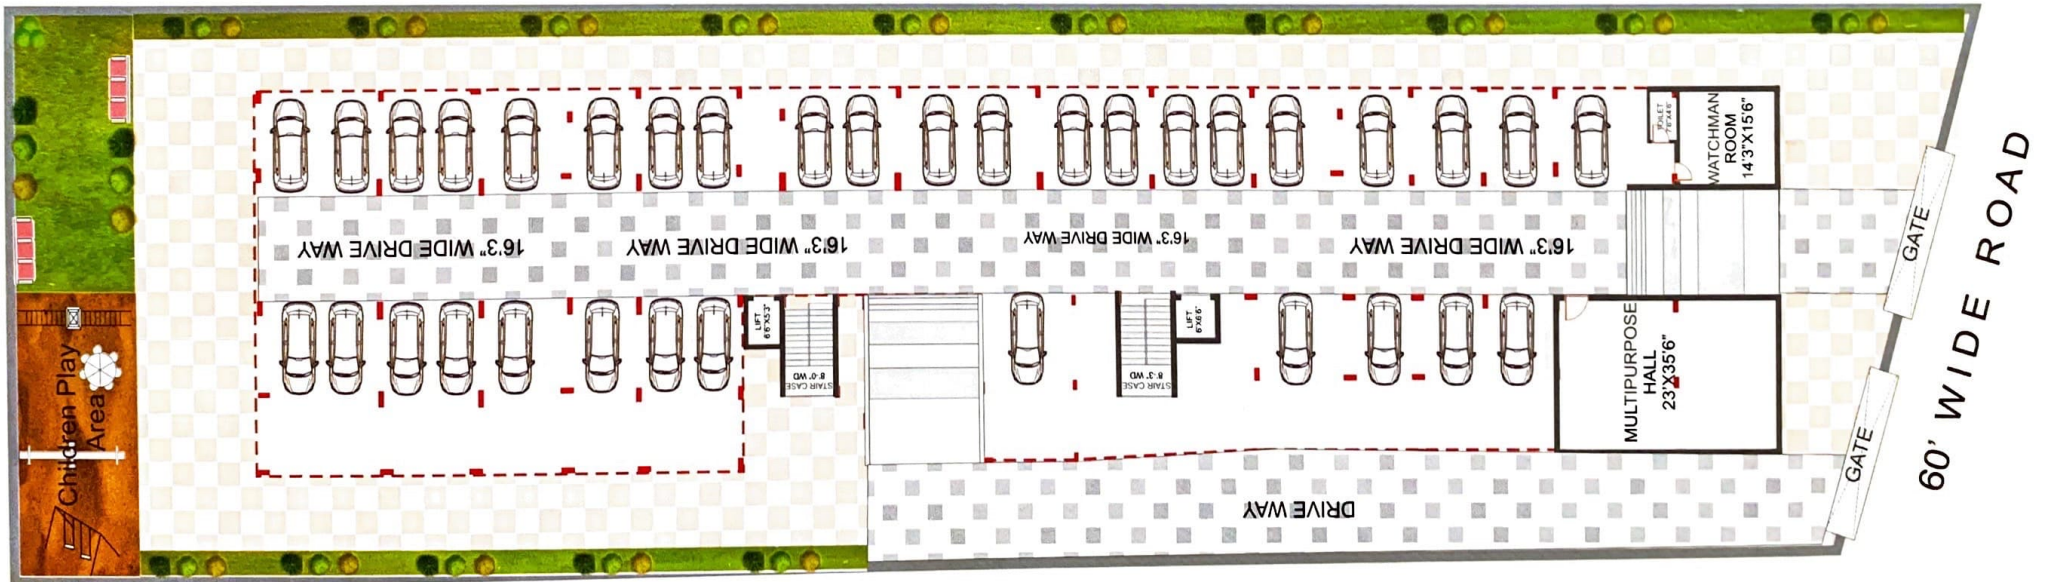 TOILET
7'6"X4'6"
WATCHMAN
ROOM
14'3"X15'6"
GATE
60' WIDE ROAD
16'3" WIDE DRIVE WAY
16'3" WIDE DRIVE WAY
16'3" WIDE DRIVE WAY
16'3" WIDE DRIVE WAY
LIFT
6'6"X5'3"
STAIR CASE
8'-0' WD
STAIR CASE
8'-3' WD
LIFT
6'X6'6"
MULTIPURPOSE
HALL
23'X35'6"
Children Play
Area
DRIVE WAY
GATE